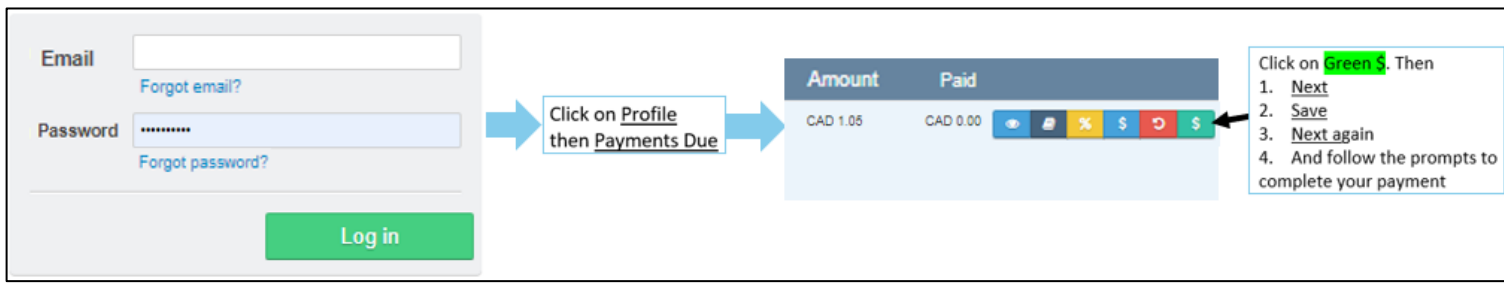 Email
Forgot email?
Password ••••••••••
Forgot password?
Log in
Click on Profile
then Payments Due
Amount Paid
CAD 1.05 CAD 0.00 % $ $
Click on Green $. Then
1. Next
2. Save
3. Next again
4. And follow the prompts to
complete your payment